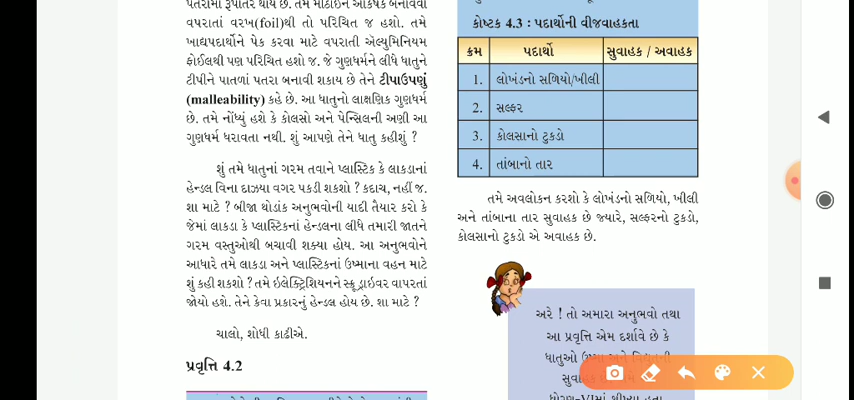 પતરામાં રૂપાંતર થાય છે. તમે મીઠાઈને આકર્ષક બનાવવા
વપરાતાં વરખ(foil)થી તો પરિચિત જ હશો. તમે
ખાદ્યપદાર્થોને પેક કરવા માટે વપરાતી ઍલ્યુમિનિયમ
ફોઈલથી પણ પરિચિત હશો જ. જે ગુણધર્મને લીધે ધાતુને
ટીપીને પાતળાં પતરા બનાવી શકાય છે તેને ટીપાઉપણું
(malleability) કહે છે. આ ધાતુનો લાક્ષણિક ગુણધર્મ
છે. તમે નોંધ્યું હશે કે કોલસો અને પેન્સિલની અણી આ
ગુણધર્મ ધરાવતા નથી. શું આપણે તેને ધાતુ કહીશું ?
શું તમે ધાતુનાં ગરમ તવાને પ્લાસ્ટિક કે લાકડાનાં
હેન્ડલ વિના દાઝ્યા વગર પકડી શકશો ? કદાચ, નહીં જ.
શા માટે ? બીજા થોડાંક અનુભવોની યાદી તૈયાર કરો કે
જેમાં લાકડા કે પ્લાસ્ટિકનાં હેન્ડલના લીધે તમારી જાતને
ગરમ વસ્તુઓથી બચાવી શક્યા હોય. આ અનુભવોને
આધારે તમે લાકડા અને પ્લાસ્ટિકનાં ઉષ્માના વહન માટે
શું કહી શકશો ? તમે ઇલેક્ટ્રિશિયનને સ્ક્રૂ ડ્રાઇવર વાપરતાં
જોયો હશે. તેને કેવા પ્રકારનું હેન્ડલ હોય છે. શા માટે ?
ચાલો, શોધી કાઢીએ.
પ્રવૃત્તિ 4.2
કોષ્ટક 4.3 : પદાર્થોની વીજવાહકતા
ક્રમ પદાર્થો સુવાહક / અવાહક
1. લોખંડનો સળિયો/ખીલી
2. સલ્ફર
3. કોલસાનો ટુકડો
4. તાંબાનો તાર
તમે અવલોકન કરશો કે લોખંડનો સળિયો, ખીલી
અને તાંબાના તાર સુવાહક છે જ્યારે, સલ્ફરનો ટુકડો,
કોલસાનો ટુકડો એ અવાહક છે.
અરે ! તો અમારા અનુભવો તથા
આ પ્રવૃત્તિ એમ દર્શાવે છે કે
ધાતુઓ ઉષ્મા અને વિદ્યુતની